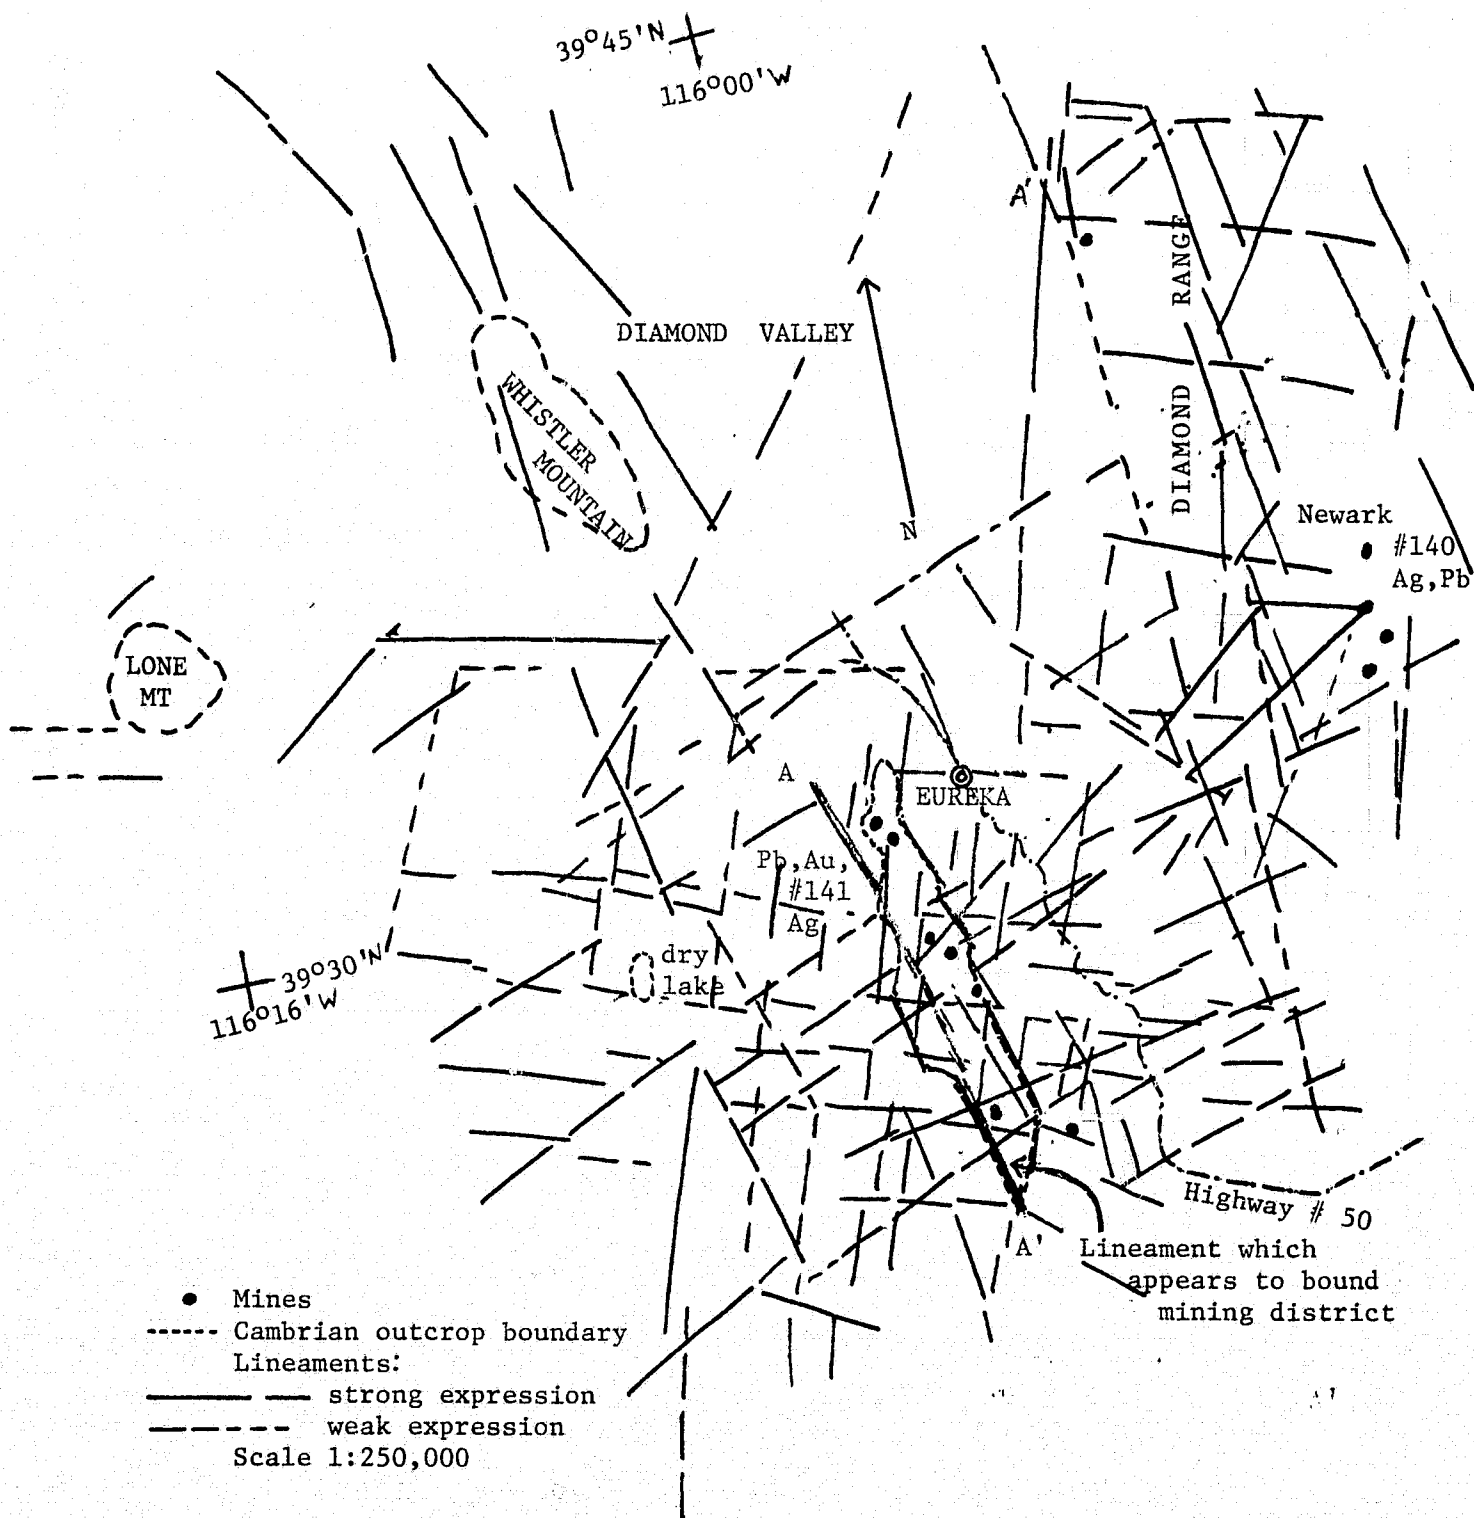 39°45'N
116°00'W
A'
DIAMOND RANGE
DIAMOND VALLEY
WHISTLER
MOUNTAIN
N
Newark
#140
Ag,Pb
LONE
MT
A
EUREKA
Pb,Au,
#141
Ag
dry
lake
39°30'N
116°16'W
Highway # 50
A'
Lineament which
appears to bound
mining district
Mines
Cambrian outcrop boundary
Lineaments:
strong expression
weak expression
Scale 1:250,000